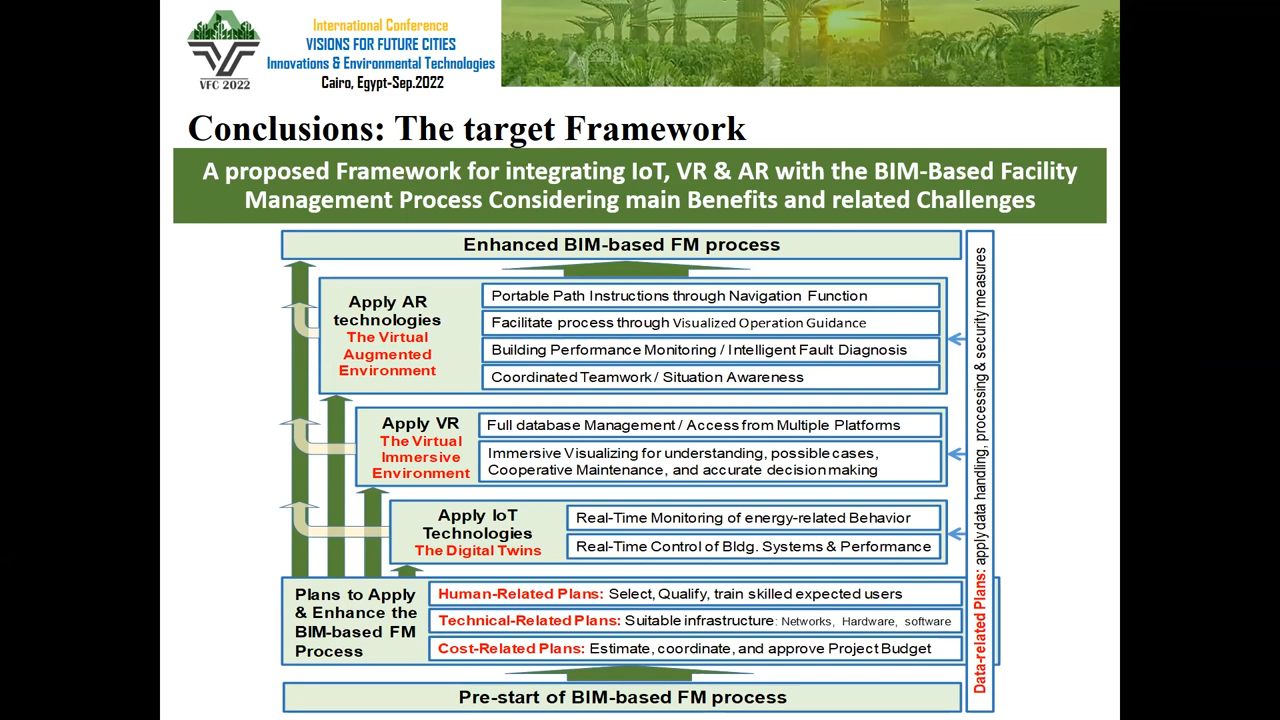 International Conference
VISIONS FOR FUTURE CITIES
Innovations & Environmental Technologies
Cairo, Egypt-Sep.2022
VFC 2022
Conclusions: The target Framework
A proposed Framework for integrating IoT, VR & AR with the BIM-Based Facility
Management Process Considering main Benefits and related Challenges
Enhanced BIM-based FM process
Apply AR
technologies
The Virtual
Augmented
Environment
Portable Path Instructions through Navigation Function
Facilitate process through Visualized Operation Guidance
Building Performance Monitoring / Intelligent Fault Diagnosis
Coordinated Teamwork / Situation Awareness
Apply VR
The Virtual
Immersive
Environment
Full database Management / Access from Multiple Platforms
Immersive Visualizing for understanding, possible cases,
Cooperative Maintenance, and accurate decision making
Apply IoT
Technologies
The Digital Twins
Real-Time Monitoring of energy-related Behavior
Real-Time Control of Bldg. Systems & Performance
Plans to Apply
& Enhance the
BIM-based FM
Process
Human-Related Plans: Select, Qualify, train skilled expected users
Technical-Related Plans: Suitable infrastructure: Networks, Hardware, software
Cost-Related Plans: Estimate, coordinate, and approve Project Budget
Pre-start of BIM-based FM process
Data-related Plans: apply data handling, processing & security measures